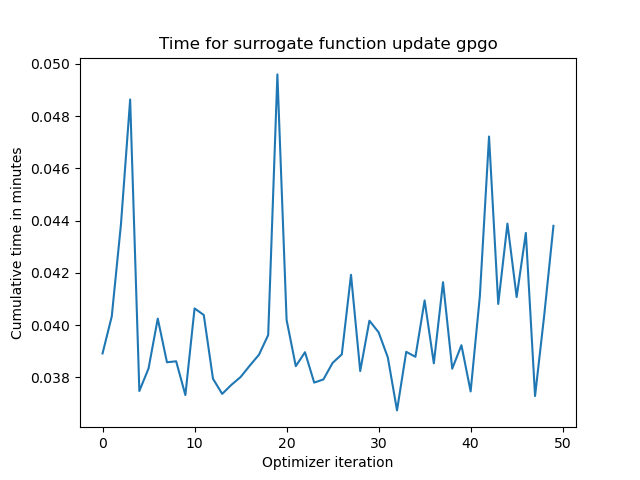 Time for surrogate function update gpgo
0.050
0.048
0.046
0.044
0.042
0.040
0.038
Cumulative time in minutes
0 10 20 30 40 50
Optimizer iteration